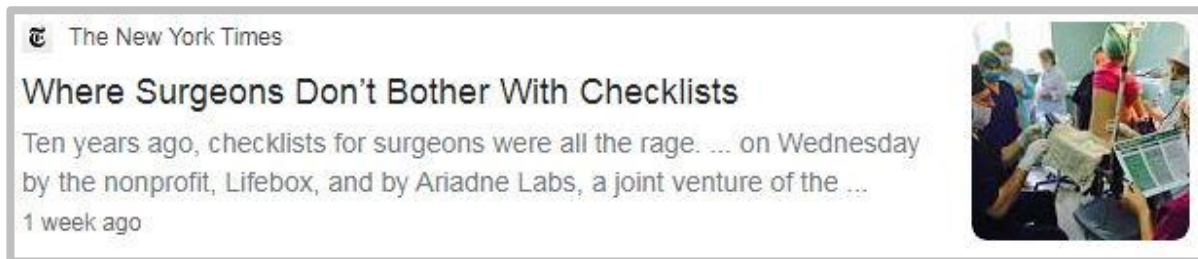 The New York Times
Where Surgeons Don't Bother With Checklists
Ten years ago, checklists for surgeons were all the rage. ... on Wednesday
by the nonprofit, Lifebox, and by Ariadne Labs, a joint venture of the ...
1 week ago